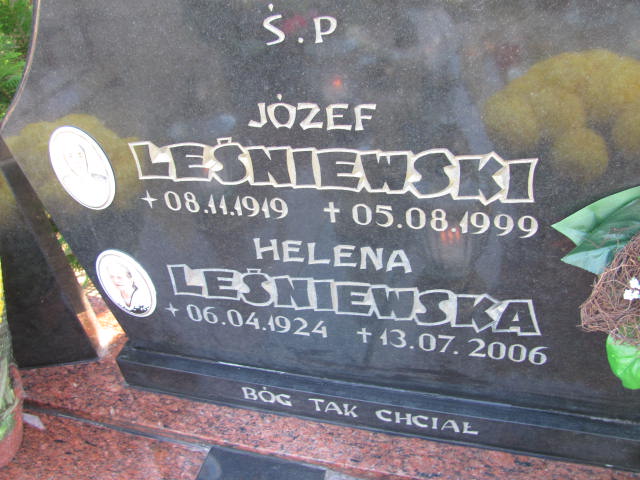 Ś.P
JÓZEF
LEŚNIEWSKI
+08.11.1919 +05.08.1999
HELENA
LEŚNIEWSKA
+06.04.1924 +13.07.2006
BÓG TAK CHCIAŁ